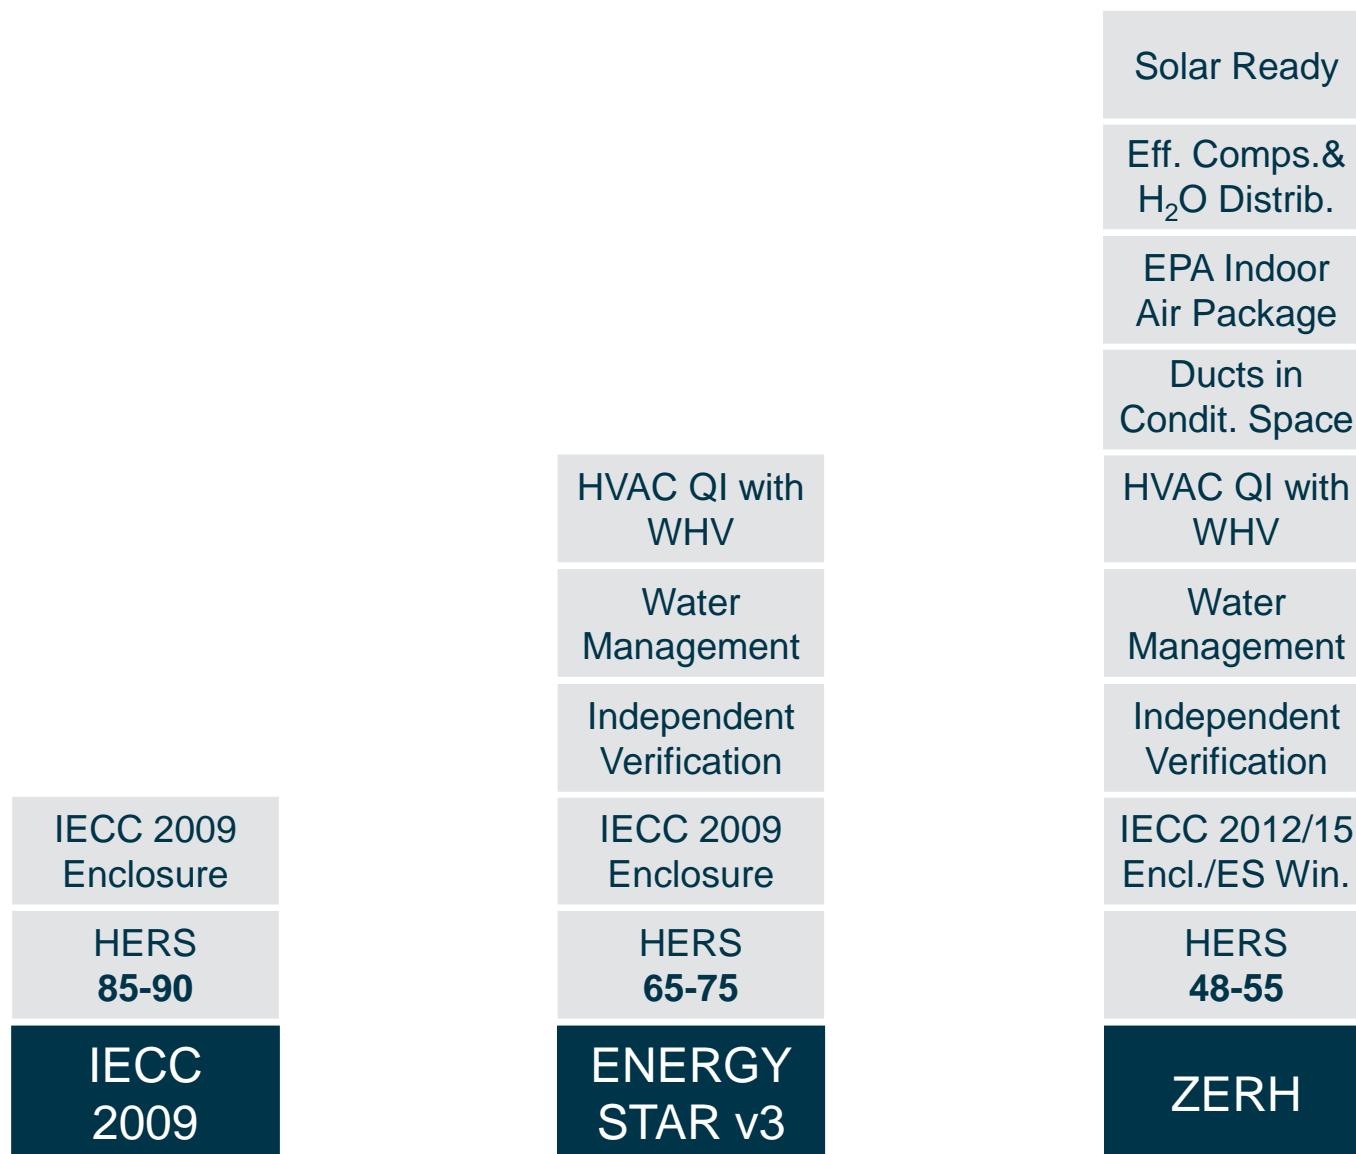 IECC 2009
Enclosure
HERS
85-90
IECC
2009
HVAC QI with
WHV
Water
Management
Independent
Verification
IECC 2009
Enclosure
HERS
65-75
ENERGY
STAR v3
Solar Ready
Eff. Comps.&
H₂O Distrib.
EPA Indoor
Air Package
Ducts in
Condit. Space
HVAC QI with
WHV
Water
Management
Independent
Verification
IECC 2012/15
Encl./ES Win.
HERS
48-55
ZERH